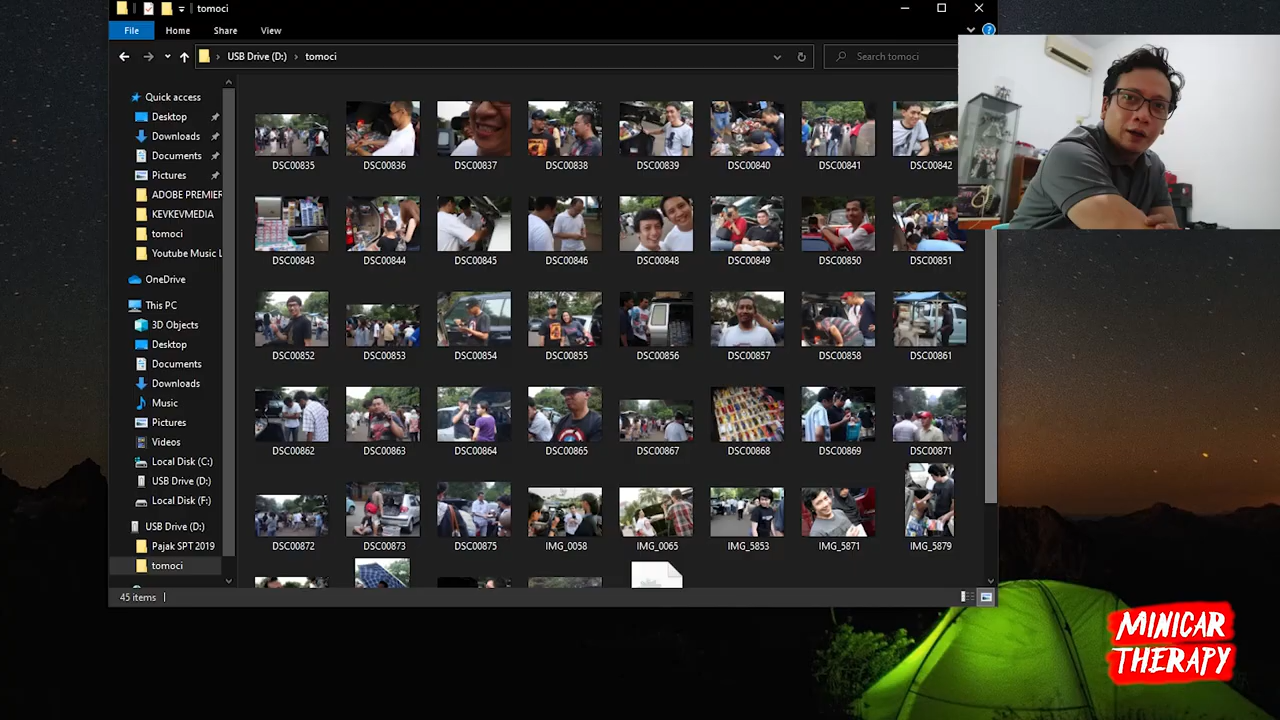 tomoci
File Home Share View
USB Drive (D:) › tomoci
Search tomoci
Quick access
Desktop
Downloads
Documents
Pictures
ADOBE PREMIER
KEVKEVMEDIA
tomoci
Youtube Music L
OneDrive
This PC
3D Objects
Desktop
Documents
Downloads
Music
Pictures
Videos
Local Disk (C:)
USB Drive (D:)
Local Disk (F:)
USB Drive (D:)
Pajak SPT 2019
tomoci
DSC00835 DSC00836 DSC00837 DSC00838 DSC00839 DSC00840 DSC00841 DSC00842
DSC00843 DSC00844 DSC00845 DSC00846 DSC00848 DSC00849 DSC00850 DSC00851
DSC00852 DSC00853 DSC00854 DSC00855 DSC00856 DSC00857 DSC00858 DSC00861
DSC00862 DSC00863 DSC00864 DSC00865 DSC00867 DSC00868 DSC00869 DSC00871
DSC00872 DSC00873 DSC00875 IMG_0058 IMG_0065 IMG_5853 IMG_5871 IMG_5879
45 items
MINICAR
THERAPY